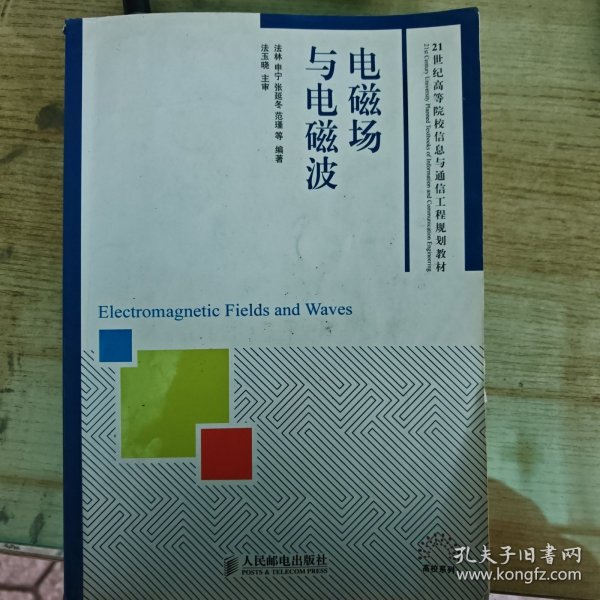 21世纪高等院校信息与通信工程规划教材
21st Century University Planned Textbooks of Information and Communication Engineering
电磁场
与电磁波
法林 申宁 张延冬 范瑾 等 编著
法玉晓 主审
Electromagnetic Fields and Waves
人民邮电出版社
POSTS & TELECOM PRESS
高校系列
孔夫子旧书网
www.kongfz.com